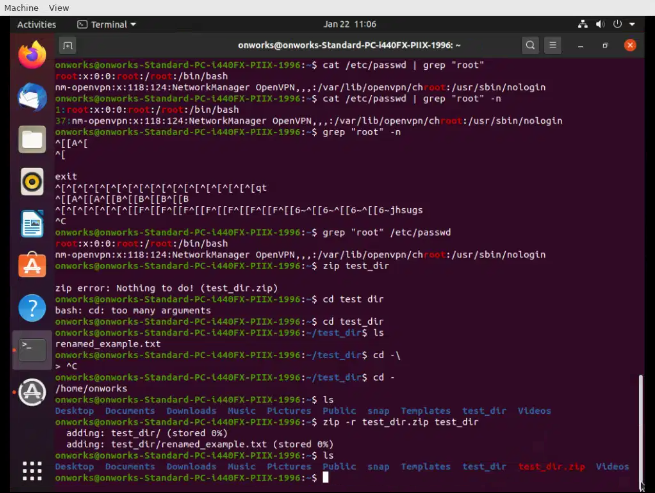 Machine View
Activities Terminal Jan 22 11:06
onworks@onworks-Standard-PC-i440FX-PIIX-1996: ~
onworks@onworks-Standard-PC-i440FX-PIIX-1996:~$ cat /etc/passwd | grep "root"
root:x:0:0:root:/root:/bin/bash
nm-openvpn:x:118:124:NetworkManager OpenVPN,,,:/var/lib/openvpn/chroot:/usr/sbin/nologin
onworks@onworks-Standard-PC-i440FX-PIIX-1996:~$ cat /etc/passwd | grep "root" -n
1:root:x:0:0:root:/root:/bin/bash
37:nm-openvpn:x:118:124:NetworkManager OpenVPN,,,:/var/lib/openvpn/chroot:/usr/sbin/nologin
onworks@onworks-Standard-PC-i440FX-PIIX-1996:~$ grep "root" -n
^[[A^[
^[
exit
^[^[^[^[^[^[^[^[^[^[^[^[^[^[^[^[^[^[qt
^[[A^[[A^[[B^[[B^[[B^[[B
^[^[^[^[^[^[^[[F^[[F^[[F^[[F^[[F^[[F^[[F^[[6~^[[6~^[[6~^[[6~jhsugs
^C
onworks@onworks-Standard-PC-i440FX-PIIX-1996:~$ grep "root" /etc/passwd
root:x:0:0:root:/root:/bin/bash
nm-openvpn:x:118:124:NetworkManager OpenVPN,,,:/var/lib/openvpn/chroot:/usr/sbin/nologin
onworks@onworks-Standard-PC-i440FX-PIIX-1996:~$ zip test_dir
zip error: Nothing to do! (test_dir.zip)
onworks@onworks-Standard-PC-i440FX-PIIX-1996:~$ cd test dir
bash: cd: too many arguments
onworks@onworks-Standard-PC-i440FX-PIIX-1996:~$ cd test_dir
onworks@onworks-Standard-PC-i440FX-PIIX-1996:~/test_dir$ ls
renamed_example.txt
onworks@onworks-Standard-PC-i440FX-PIIX-1996:~/test_dir$ cd -\
> ^C
onworks@onworks-Standard-PC-i440FX-PIIX-1996:~/test_dir$ cd -
/home/onworks
onworks@onworks-Standard-PC-i440FX-PIIX-1996:~$ ls
Desktop Documents Downloads Music Pictures Public snap Templates test_dir Videos
onworks@onworks-Standard-PC-i440FX-PIIX-1996:~$ zip -r test_dir.zip test_dir
adding: test_dir/ (stored 0%)
adding: test_dir/renamed_example.txt (stored 0%)
onworks@onworks-Standard-PC-i440FX-PIIX-1996:~$ ls
Desktop Documents Downloads Music Pictures Public snap Templates test_dir test_dir.zip Videos
onworks@onworks-Standard-PC-i440FX-PIIX-1996:~$